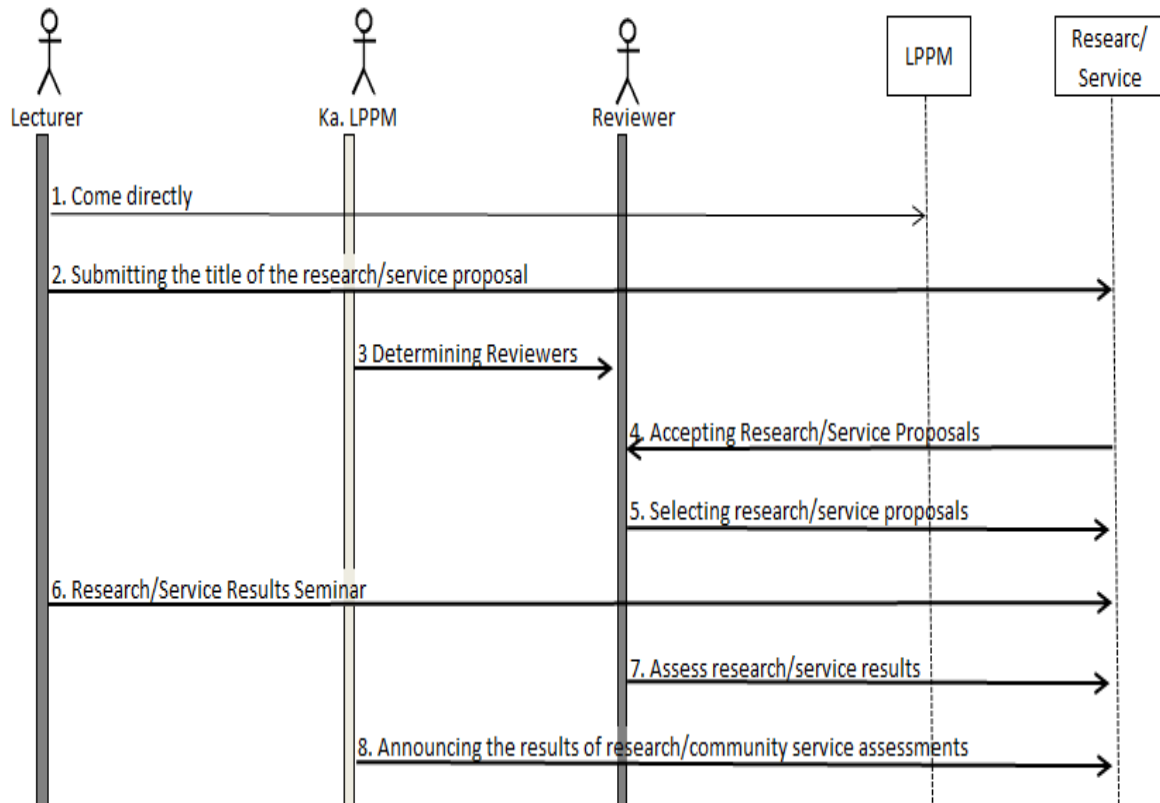 Lecturer
Ka. LPPM
Reviewer
LPPM
Researc/
Service
1. Come directly
2. Submitting the title of the research/service proposal
3 Determining Reviewers
4. Accepting Research/Service Proposals
5. Selecting research/service proposals
6. Research/Service Results Seminar
7. Assess research/service results
8. Announcing the results of research/community service assessments